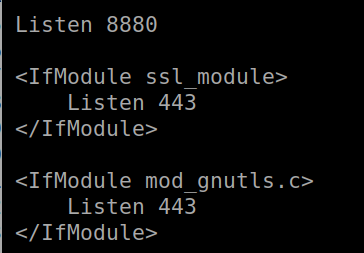 Listen 8880
<IfModule ssl_module>
Listen 443
</IfModule>
<IfModule mod_gnutls.c>
Listen 443
</IfModule>